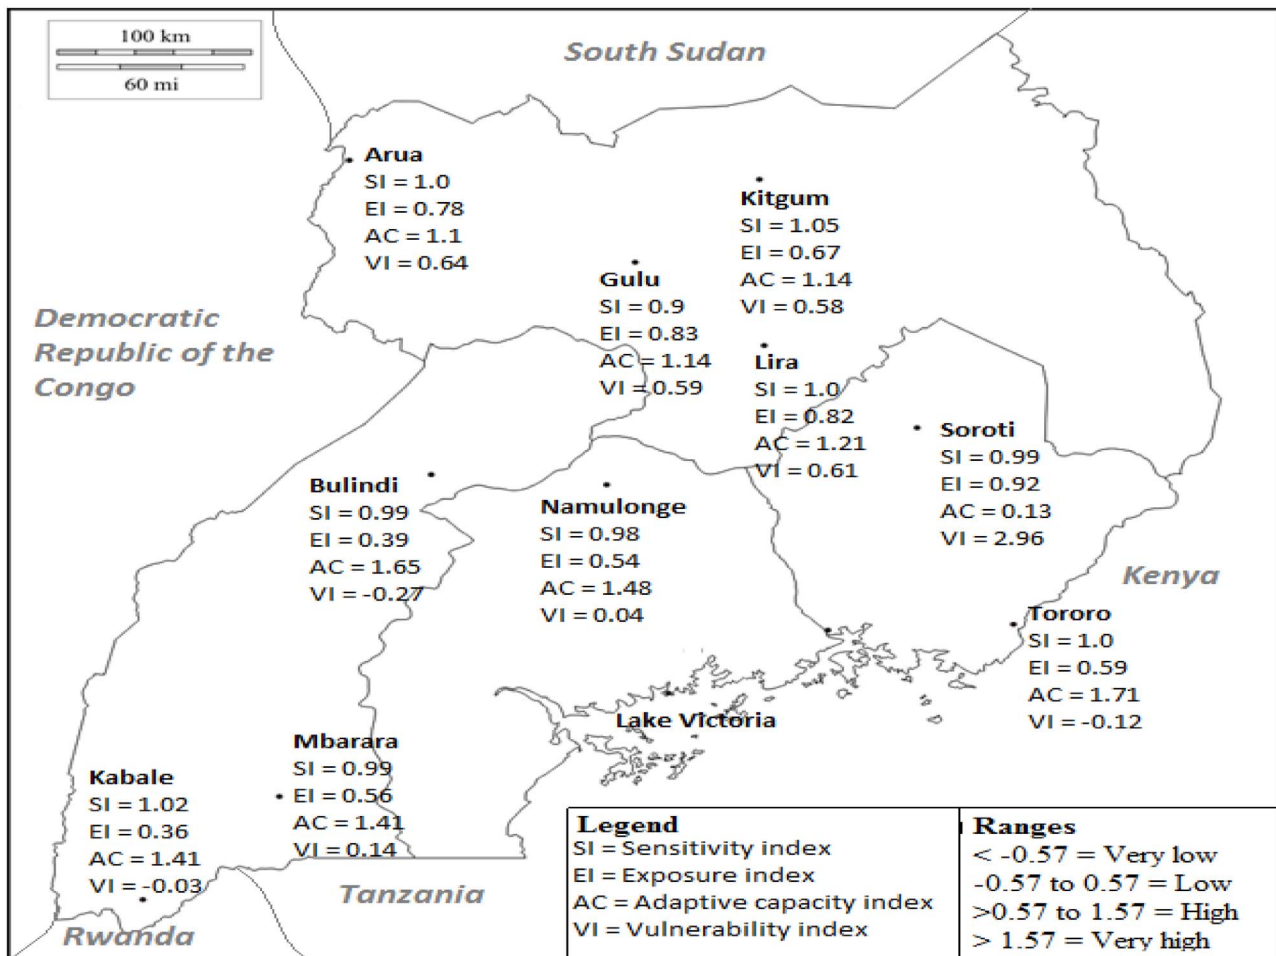 100 km
60 mi
South Sudan
Arua
SI = 1.0
EI = 0.78
AC = 1.1
VI = 0.64
Kitgum
SI = 1.05
EI = 0.67
AC = 1.14
VI = 0.58
Gulu
SI = 0.9
EI = 0.83
AC = 1.14
VI = 0.59
Democratic
Republic of the
Congo
Lira
SI = 1.0
EI = 0.82
AC = 1.21
VI = 0.61
Soroti
SI = 0.99
EI = 0.92
AC = 0.13
VI = 2.96
Bulindi
SI = 0.99
EI = 0.39
AC = 1.65
VI = -0.27
Namulonge
SI = 0.98
EI = 0.54
AC = 1.48
VI = 0.04
Kenya
Tororo
SI = 1.0
EI = 0.59
AC = 1.71
VI = -0.12
Lake Victoria
Mbarara
SI = 0.99
EI = 0.56
AC = 1.41
VI = 0.14
Kabale
SI = 1.02
EI = 0.36
AC = 1.41
VI = -0.03
Tanzania
Rwanda
Legend
SI = Sensitivity index
EI = Exposure index
AC = Adaptive capacity index
VI = Vulnerability index
Ranges
< -0.57 = Very low
-0.57 to 0.57 = Low
>0.57 to 1.57 = High
> 1.57 = Very high